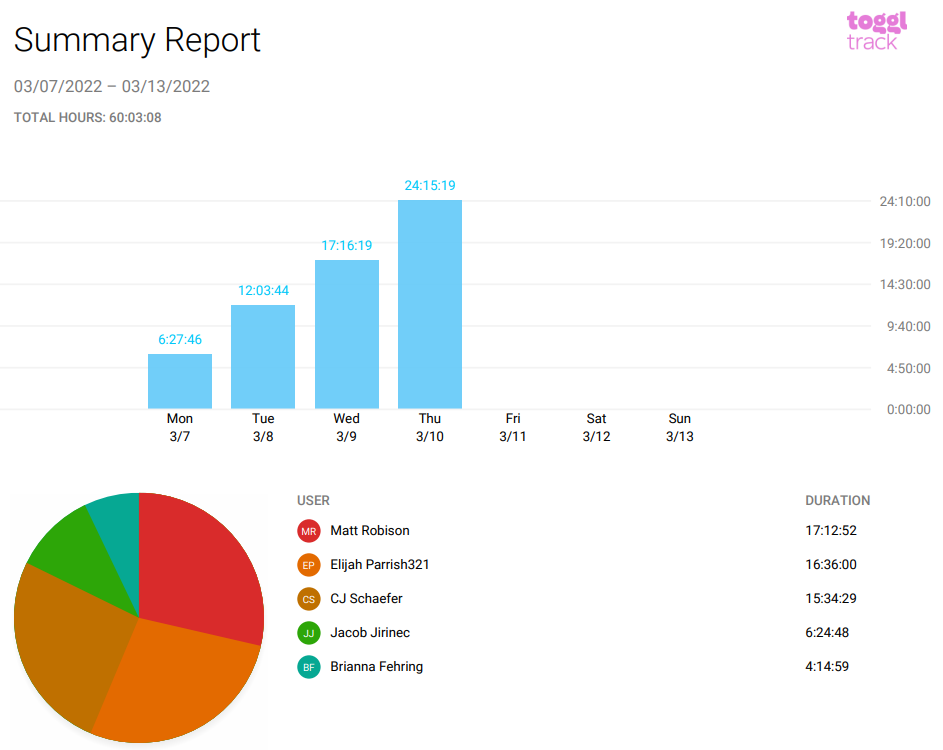 Summary Report
toggl
track
03/07/2022 – 03/13/2022
TOTAL HOURS: 60:03:08
24:15:19
24:10:00
17:16:19
19:20:00
12:03:44
14:30:00
6:27:46
9:40:00
4:50:00
0:00:00
Mon Tue Wed Thu Fri Sat Sun
3/7 3/8 3/9 3/10 3/11 3/12 3/13
USER DURATION
MR Matt Robison 17:12:52
EP Elijah Parrish321 16:36:00
CS CJ Schaefer 15:34:29
JJ Jacob Jirinec 6:24:48
BF Brianna Fehring 4:14:59